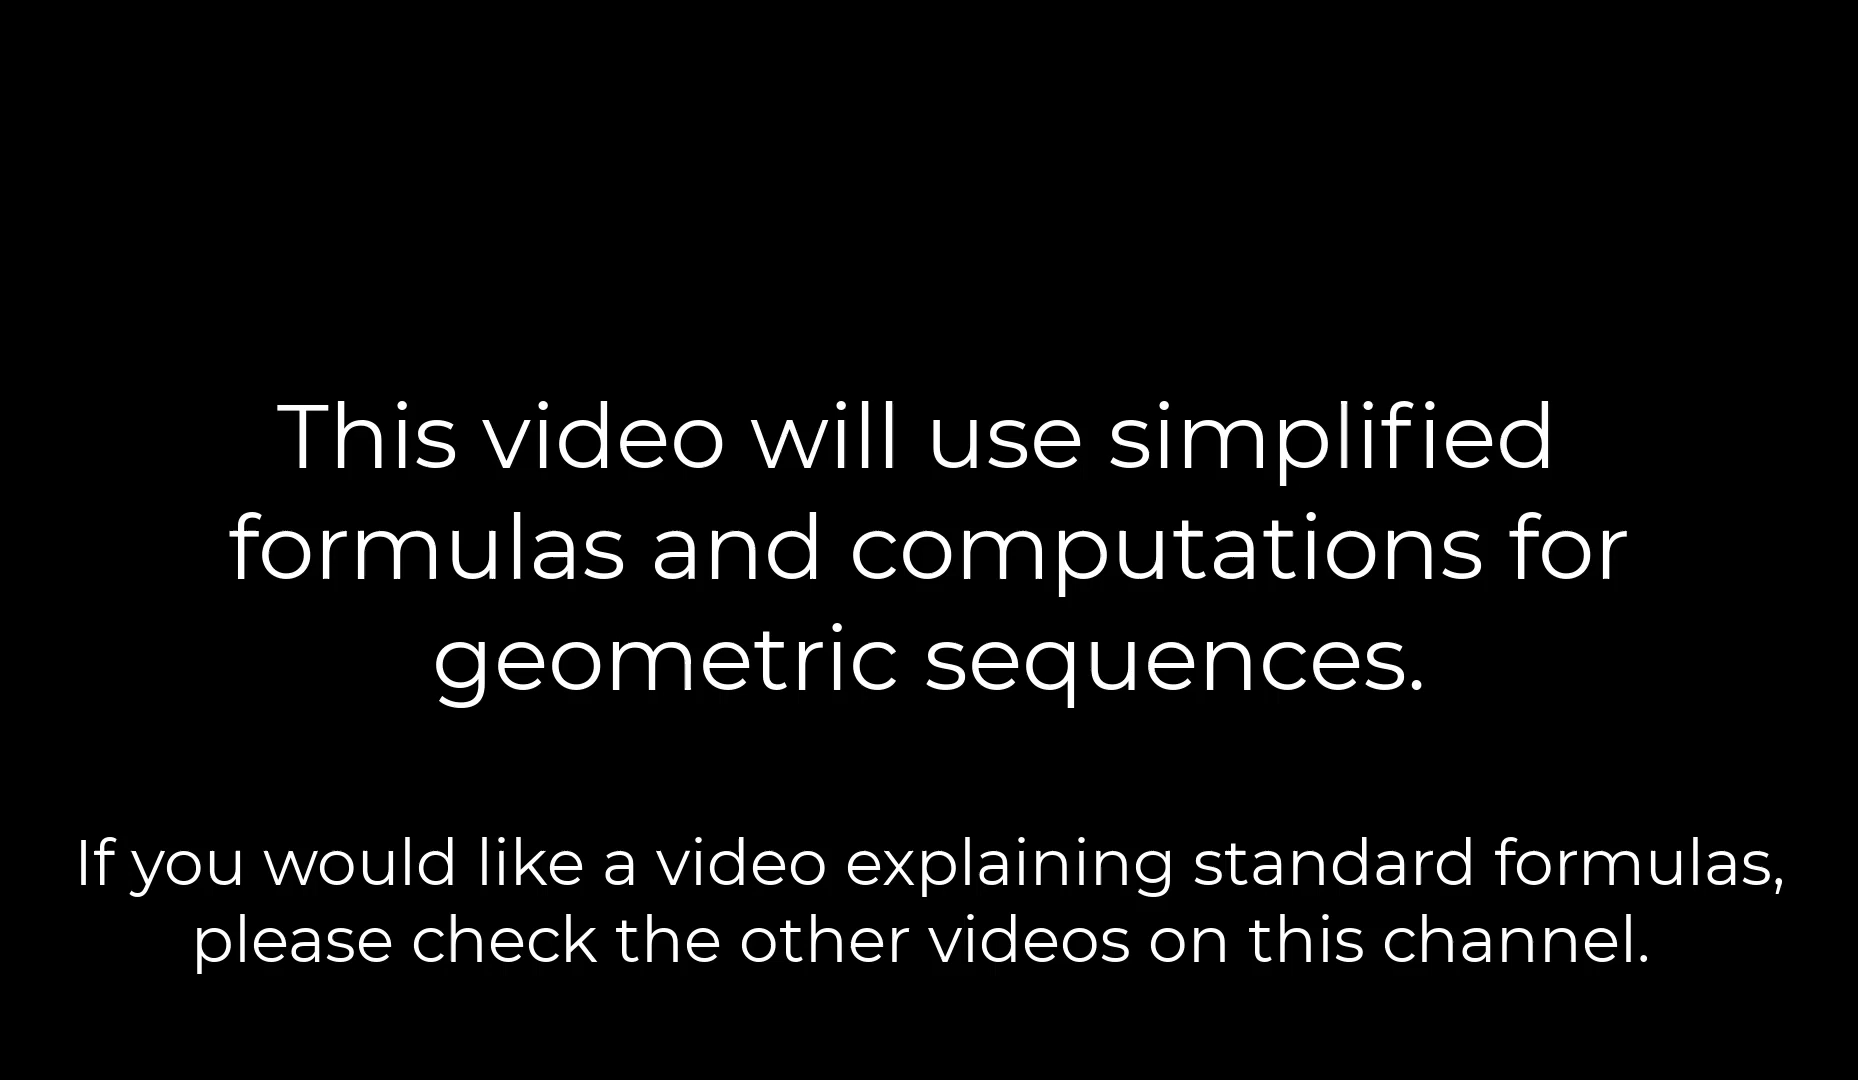 This video will use simplified
formulas and computations for
geometric sequences.
If you would like a video explaining standard formulas,
please check the other videos on this channel.